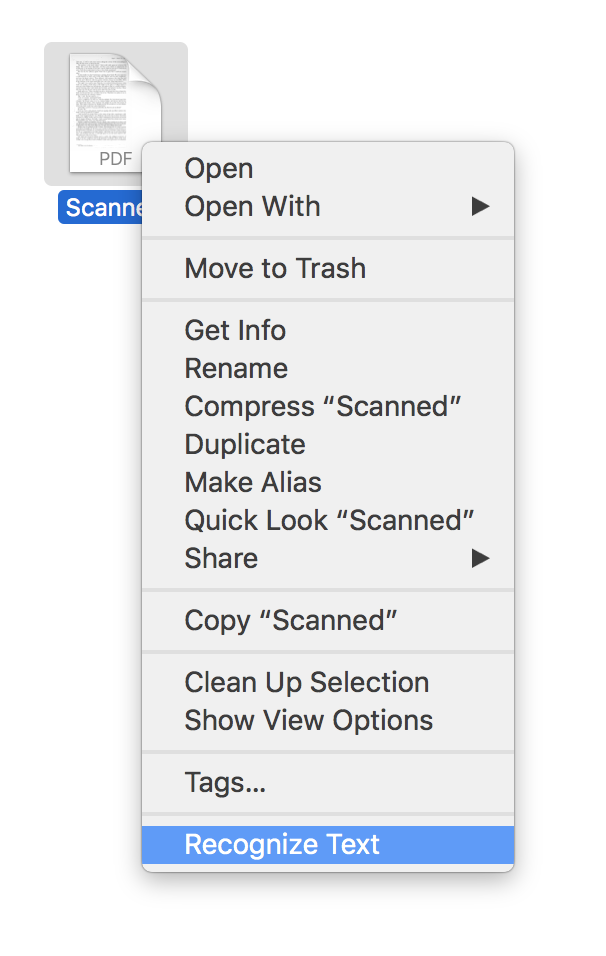 PDF
Scanne
Open
Open With
Move to Trash
Get Info
Rename
Compress “Scanned”
Duplicate
Make Alias
Quick Look “Scanned”
Share
Copy “Scanned”
Clean Up Selection
Show View Options
Tags...
Recognize Text